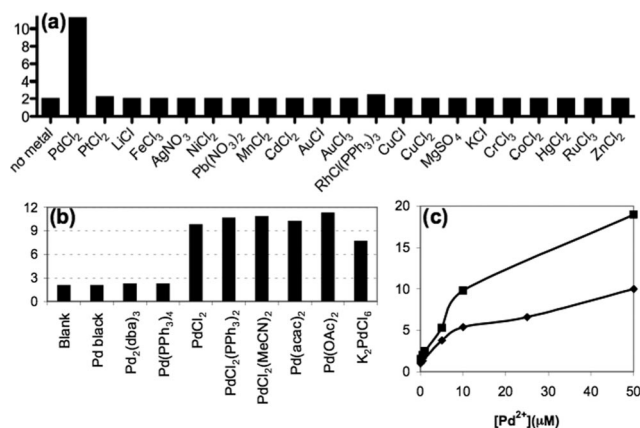 (a)
10
8
6
4
2
0
no metal
PdCl2
PtCl2
LiCl
FeCl3
AgNO3
NiCl2
Pb(NO3)2
MnCl2
CdCl2
AuCl
AuCl3
RhCl(PPh3)3
CuCl
CuCl2
MgSO4
KCl
CrCl3
CoCl2
HgCl2
RuCl3
ZnCl2
(b)
12
9
6
3
0
Blank
Pd black
Pd2(dba)3
Pd(PPh3)4
PdCl2
PdCl2(PPh3)2
PdCl2(MeCN)2
Pd(acac)2
Pd(OAc)2
K2PdCl6
(c)
20
15
10
5
0
0 10 20 30 40 50
[Pd2+](μM)